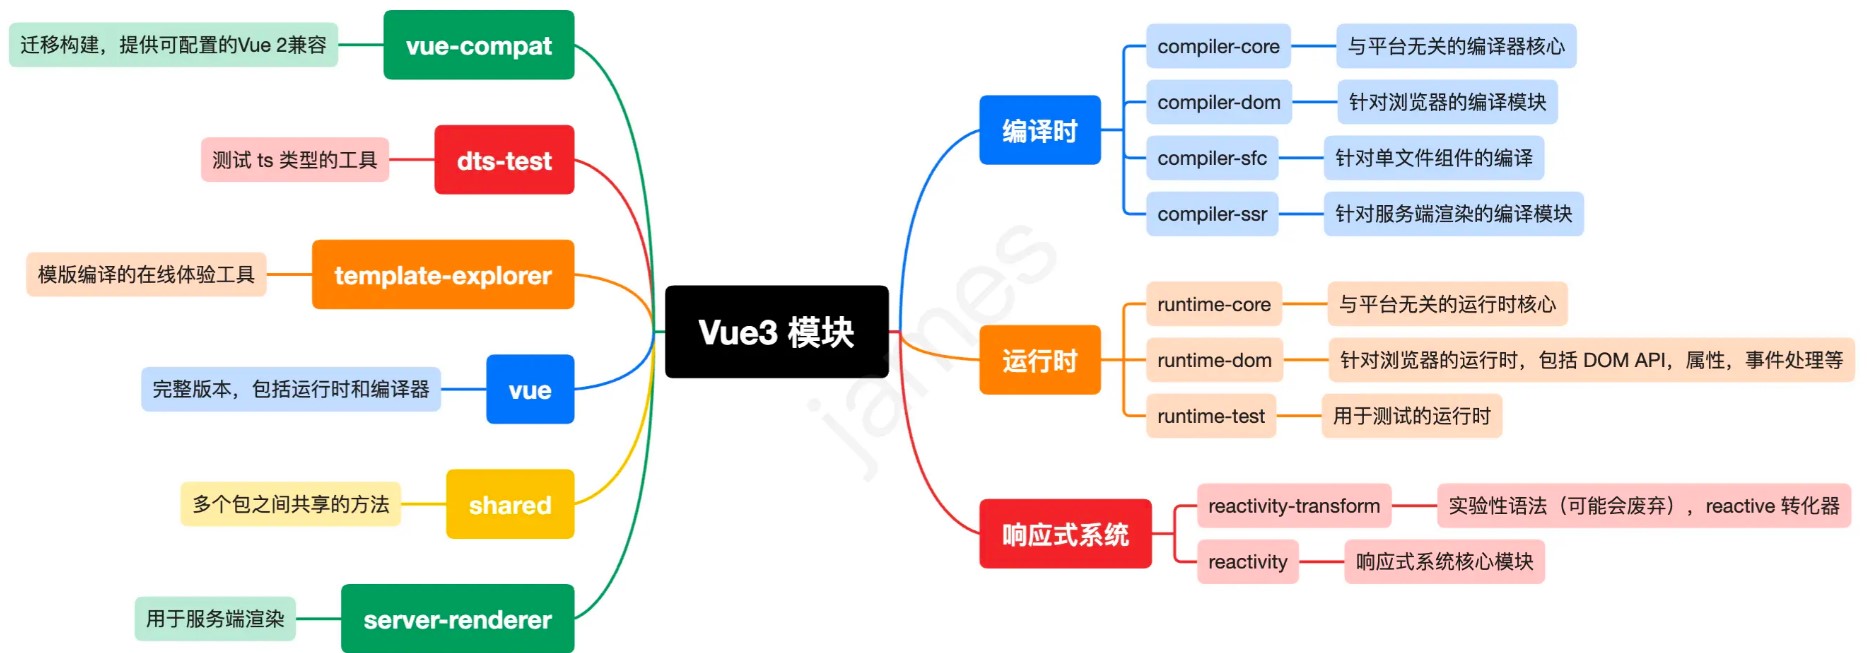 迁移构建，提供可配置的Vue 2兼容
vue-compat
测试 ts 类型的工具
dts-test
模版编译的在线体验工具
template-explorer
完整版本，包括运行时和编译器
vue
多个包之间共享的方法
shared
用于服务端渲染
server-renderer
Vue3 模块
james
编译时
compiler-core
与平台无关的编译器核心
compiler-dom
针对浏览器的编译模块
compiler-sfc
针对单文件组件的编译
compiler-ssr
针对服务端渲染的编译模块
运行时
runtime-core
与平台无关的运行时核心
runtime-dom
针对浏览器的运行时，包括 DOM API，属性，事件处理等
runtime-test
用于测试的运行时
响应式系统
reactivity-transform
实验性语法（可能会废弃），reactive 转化器
reactivity
响应式系统核心模块